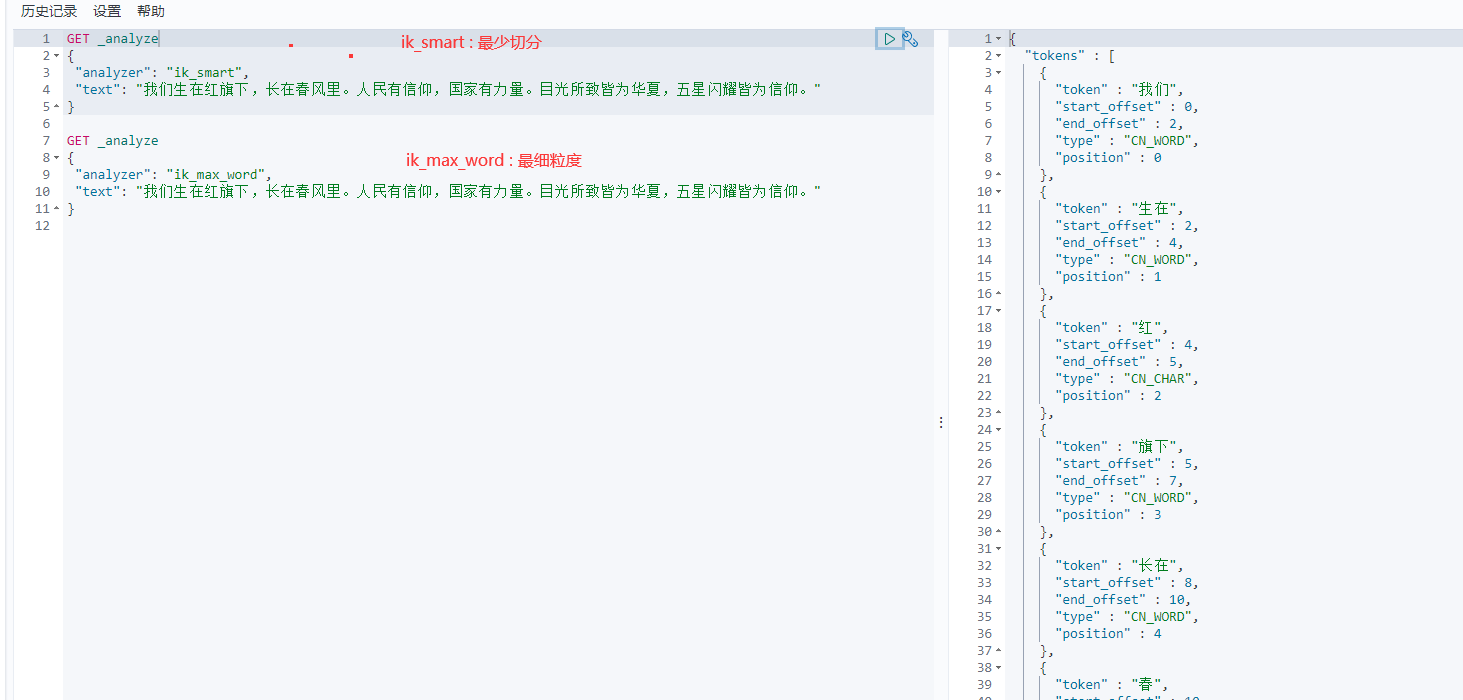 历史记录 设置 帮助
1 GET _analyze
ik_smart : 最少切分
2 {
3 "analyzer": "ik_smart",
4 "text": "我们生在红旗下，长在春风里。人民有信仰，国家有力量。目光所致皆为华夏，五星闪耀皆为信仰。"
5 }
6
7 GET _analyze
8 {
ik_max_word : 最细粒度
9 "analyzer": "ik_max_word",
10 "text": "我们生在红旗下，长在春风里。人民有信仰，国家有力量。目光所致皆为华夏，五星闪耀皆为信仰。"
11 }
12
1 {
2 "tokens" : [
3 {
4 "token" : "我们",
5 "start_offset" : 0,
6 "end_offset" : 2,
7 "type" : "CN_WORD",
8 "position" : 0
9 },
10 {
11 "token" : "生在",
12 "start_offset" : 2,
13 "end_offset" : 4,
14 "type" : "CN_WORD",
15 "position" : 1
16 },
17 {
18 "token" : "红",
19 "start_offset" : 4,
20 "end_offset" : 5,
21 "type" : "CN_CHAR",
22 "position" : 2
23 },
24 {
25 "token" : "旗下",
26 "start_offset" : 5,
27 "end_offset" : 7,
28 "type" : "CN_WORD",
29 "position" : 3
30 },
31 {
32 "token" : "长在",
33 "start_offset" : 8,
34 "end_offset" : 10,
35 "type" : "CN_WORD",
36 "position" : 4
37 },
38 {
39 "token" : "春",